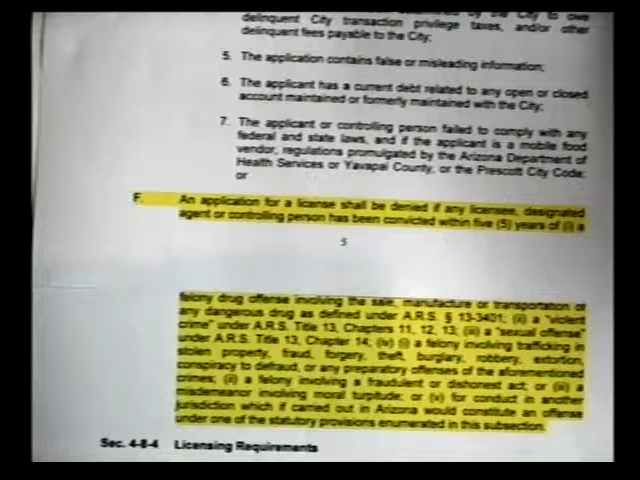 by the City to owe
delinquent City transaction privilege taxes, and/or other
delinquent fees payable to the City;
5. The application contains false or misleading information;
6. The applicant has a current debt related to any open or closed
account maintained or formerly maintained with the City;
7. The applicant or controlling person failed to comply with any
federal and state laws, and if the applicant is a mobile food
vendor, regulations promulgated by the Arizona Department of
Health Services or Yavapai County, or the Prescott City Code;
or
F. An application for a license shall be denied if any licensee, designated
agent or controlling person has been convicted within five (5) years of (i) a
5
felony drug offense involving the sale, manufacture or transportation of
any dangerous drug as defined under A.R.S. § 13-3401; (ii) a "violent
crime" under A.R.S. Title 13, Chapters 11, 12, 13; (iii) a "sexual offense"
under A.R.S. Title 13, Chapter 14; (iv) (i) a felony involving trafficking in
stolen property, fraud, forgery, theft, burglary, robbery, extortion,
conspiracy to defraud, or any preparatory offenses of the aforementioned
crimes; (ii) a felony involving a fraudulent or dishonest act; or (iii) a
misdemeanor involving moral turpitude; or (v) for conduct in another
jurisdiction which if carried out in Arizona would constitute an offense
under one of the statutory provisions enumerated in this subsection.
Sec. 4-8-4 Licensing Requirements